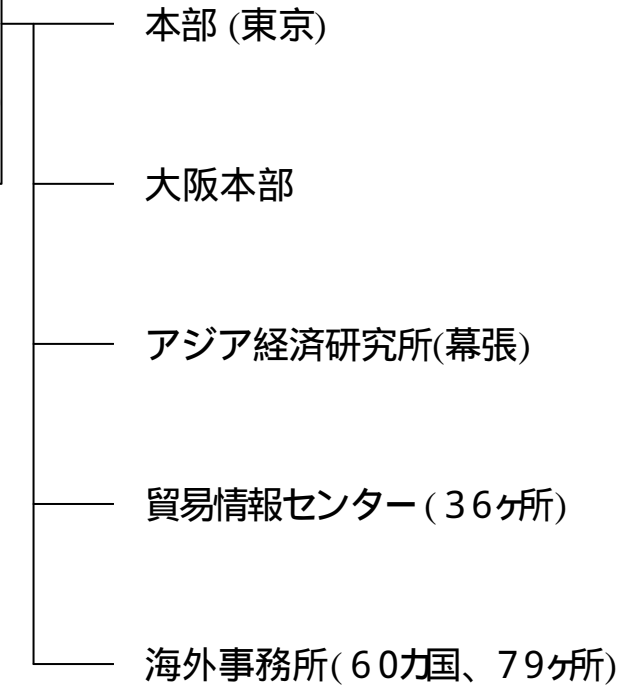 本部 (東京)
大阪本部
アジア経済研究所(幕張)
貿易情報センター (36ヶ所)
海外事務所(60カ国、79ヶ所)